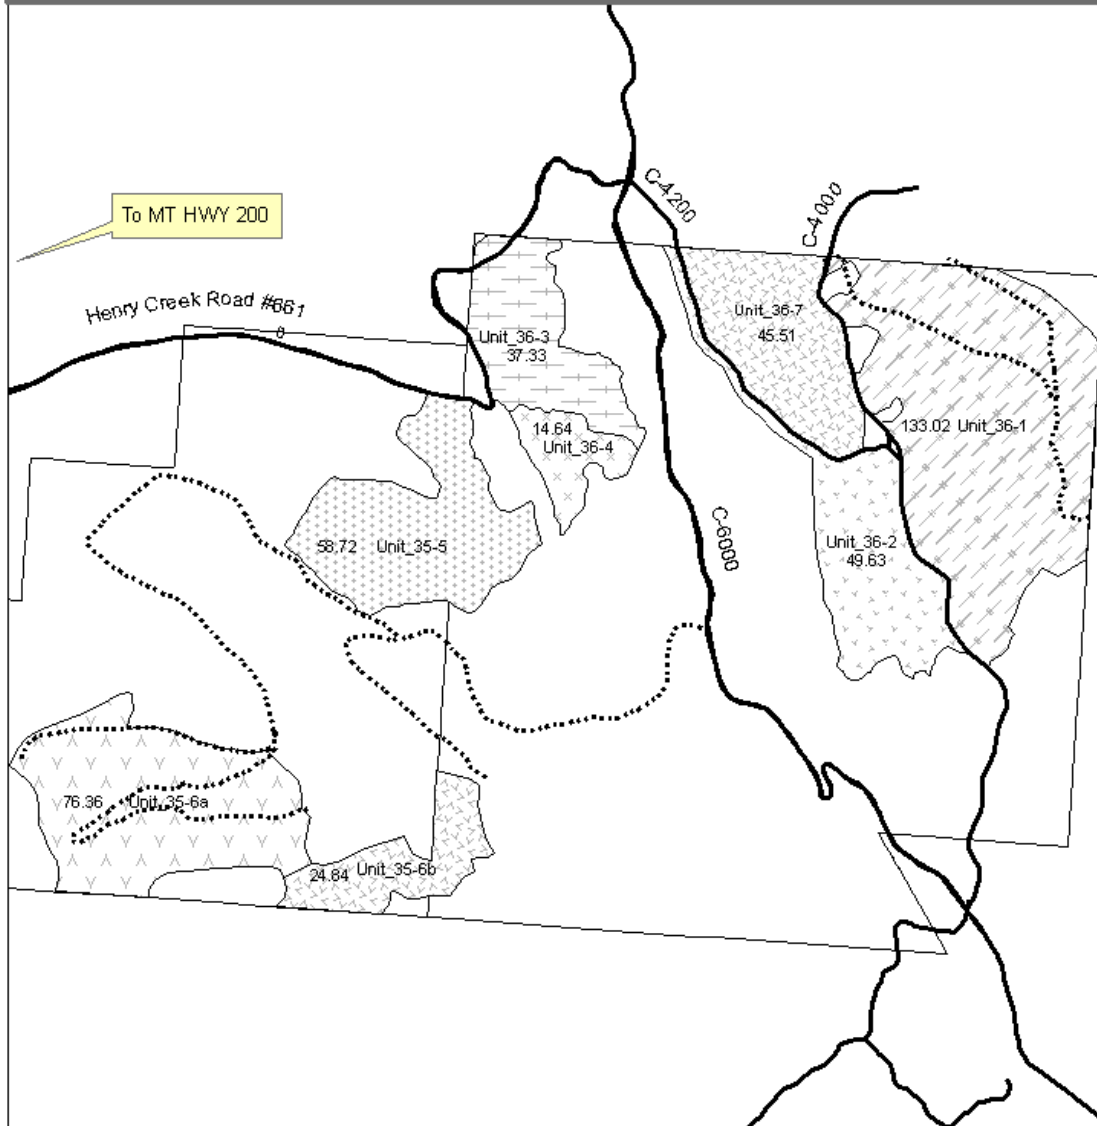 C-4200
C-4000
To MT HWY 200
Henry Creek Road #661
0
Unit_36-7
45.51
Unit_36-3
37.33
14.64
Unit_36-4
133.02 Unit_36-1
C-6000
58.72 Unit_35-5
Unit_36-2
49.63
76.36 Unit_35-6a
24.84 Unit_35-6b